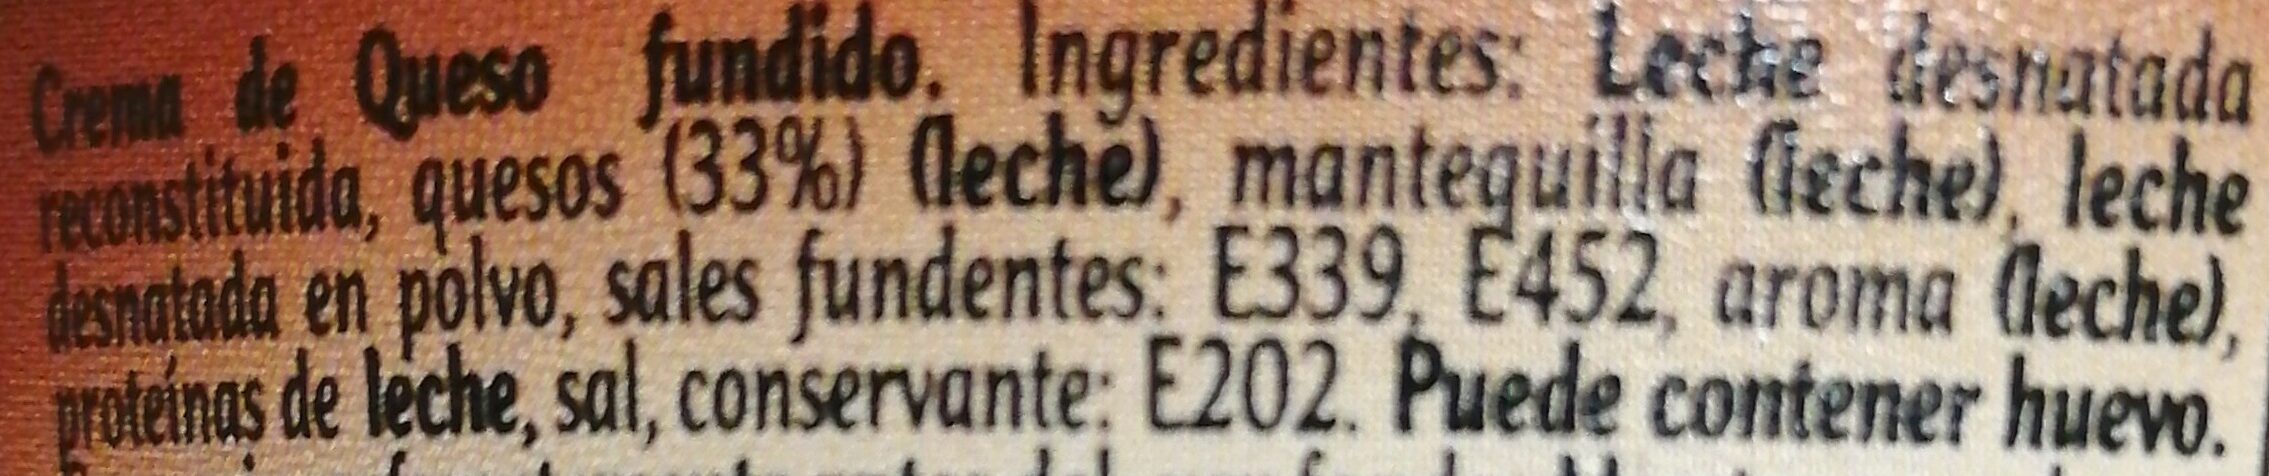 Crema de Queso fundido. Ingredientes: Leche desnatada
reconstituida, quesos (33%) (leche), mantequilla (leche), leche
desnatada en polvo, sales fundentes: E339, E452, aroma (leche),
proteínas de leche, sal, conservante: E202. Puede contener huevo.